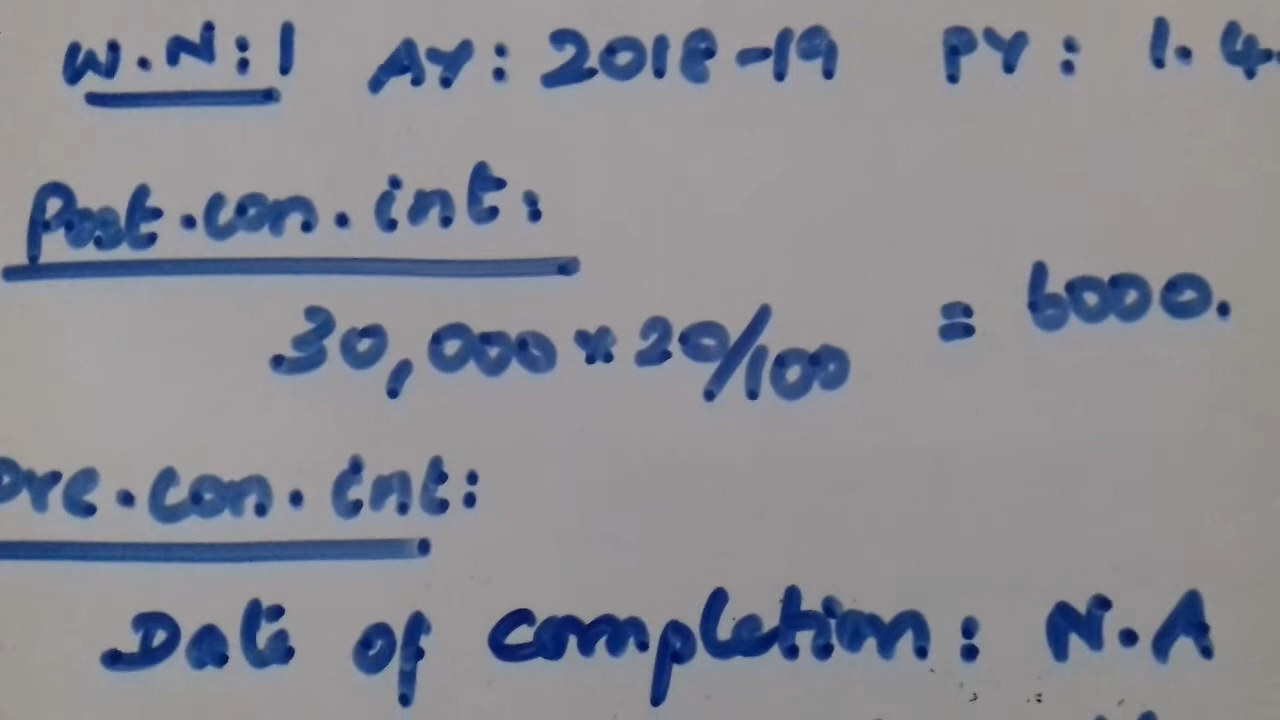 W.N:1 AY: 2018-19 PY: 1.4.
Post.con.int:
30,000 × 20/100 = 6000.
pre.con.int:
Date of completion: N.A